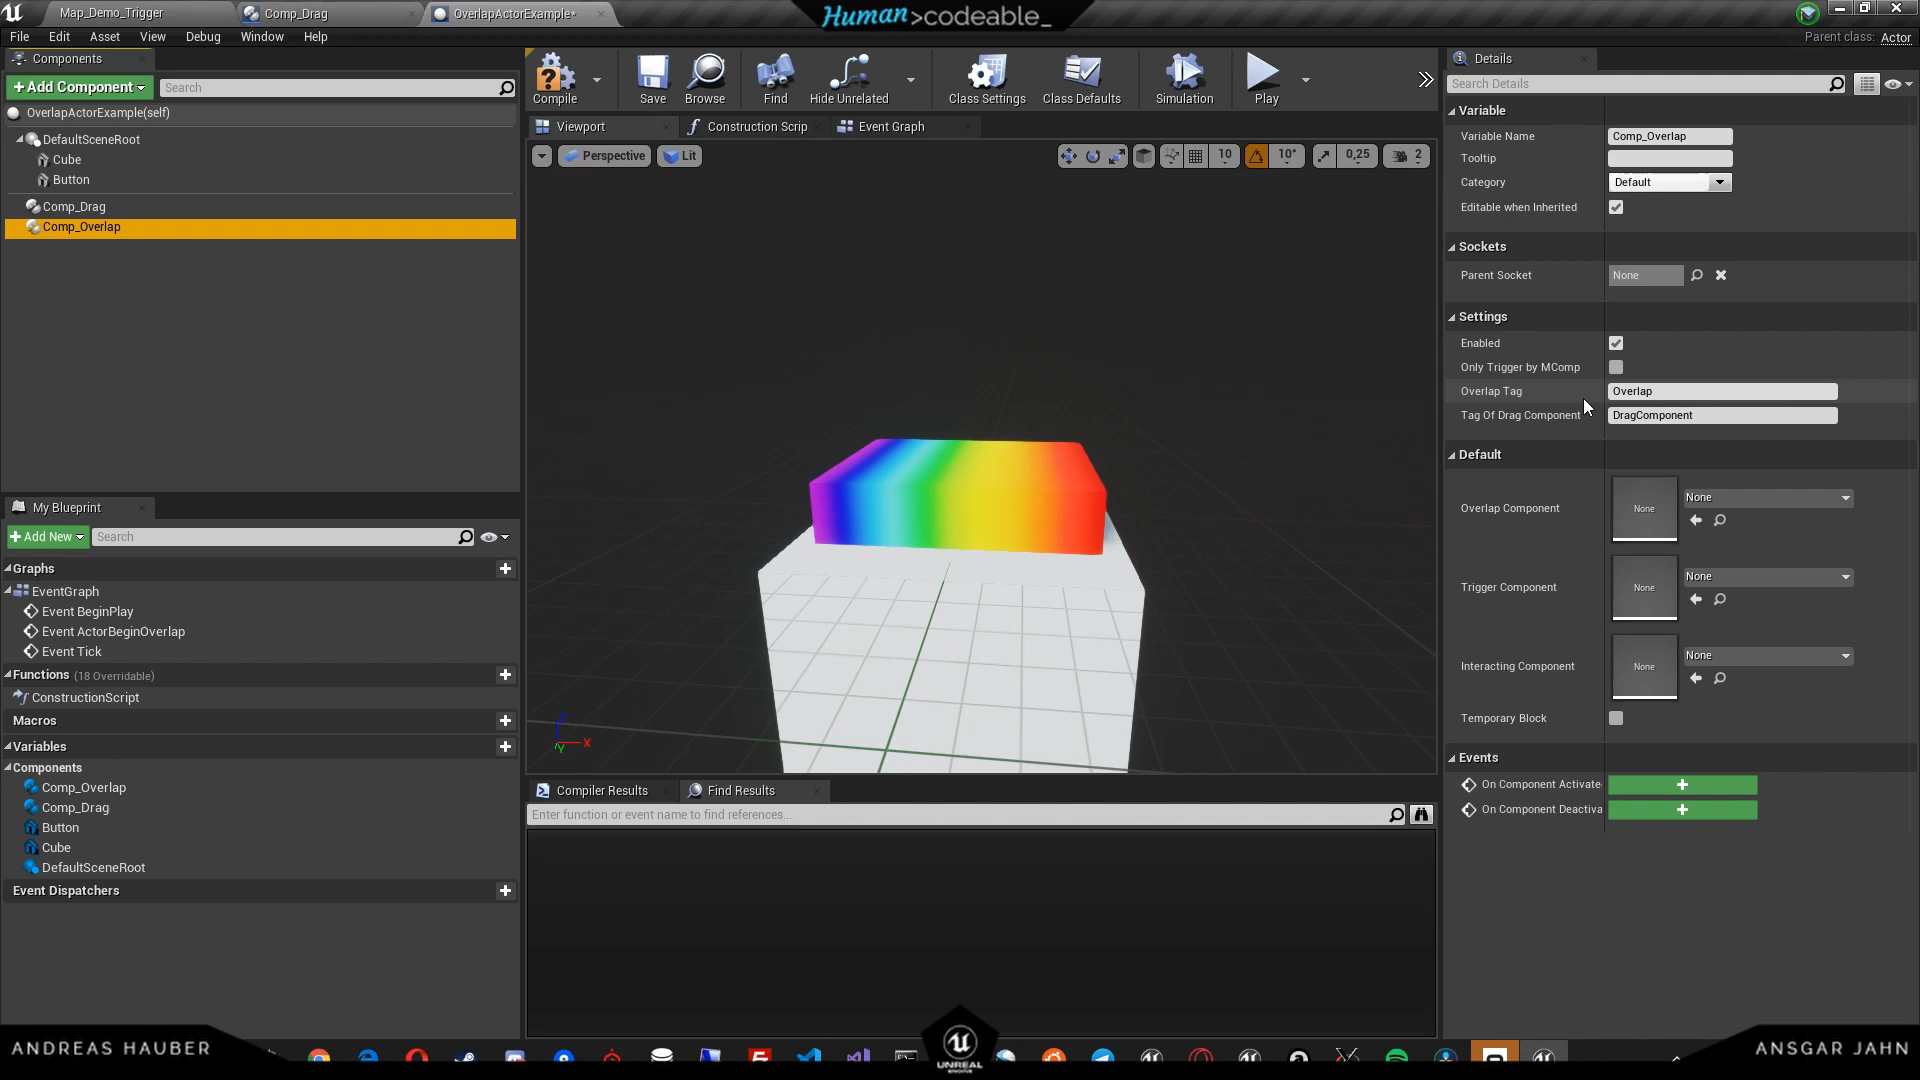 Map_Demo_Trigger
Comp_Drag
OverlapActorExample*
Human>codeable_
File Edit Asset View Debug Window Help
Parent class: Actor
Components
+Add Component
Search
OverlapActorExample(self)
DefaultSceneRoot
Cube
Button
Comp_Drag
Comp_Overlap
My Blueprint
+Add New
Search
Graphs
EventGraph
Event BeginPlay
Event ActorBeginOverlap
Event Tick
Functions (18 Overridable)
ConstructionScript
Macros
Variables
Components
Comp_Overlap
Comp_Drag
Button
Cube
DefaultSceneRoot
Event Dispatchers
Compile
Save
Browse
Find
Hide Unrelated
Class Settings
Class Defaults
Simulation
Play
Viewport
Construction Scrip
Event Graph
Perspective
Lit
10
10°
0,25
2
X
Y
Compiler Results
Find Results
Enter function or event name to find references...
Details
Search Details
Variable
Variable Name Comp_Overlap
Tooltip
Category Default
Editable when Inherited
Sockets
Parent Socket None
Settings
Enabled
Only Trigger by MComp
Overlap Tag Overlap
Tag Of Drag Component DragComponent
Default
Overlap Component None None
Trigger Component None None
Interacting Component None None
Temporary Block
Events
On Component Activate +
On Component Deactiva +
ANDREAS HAUBER
UNREAL
ENGINE
ANSGAR JAHN